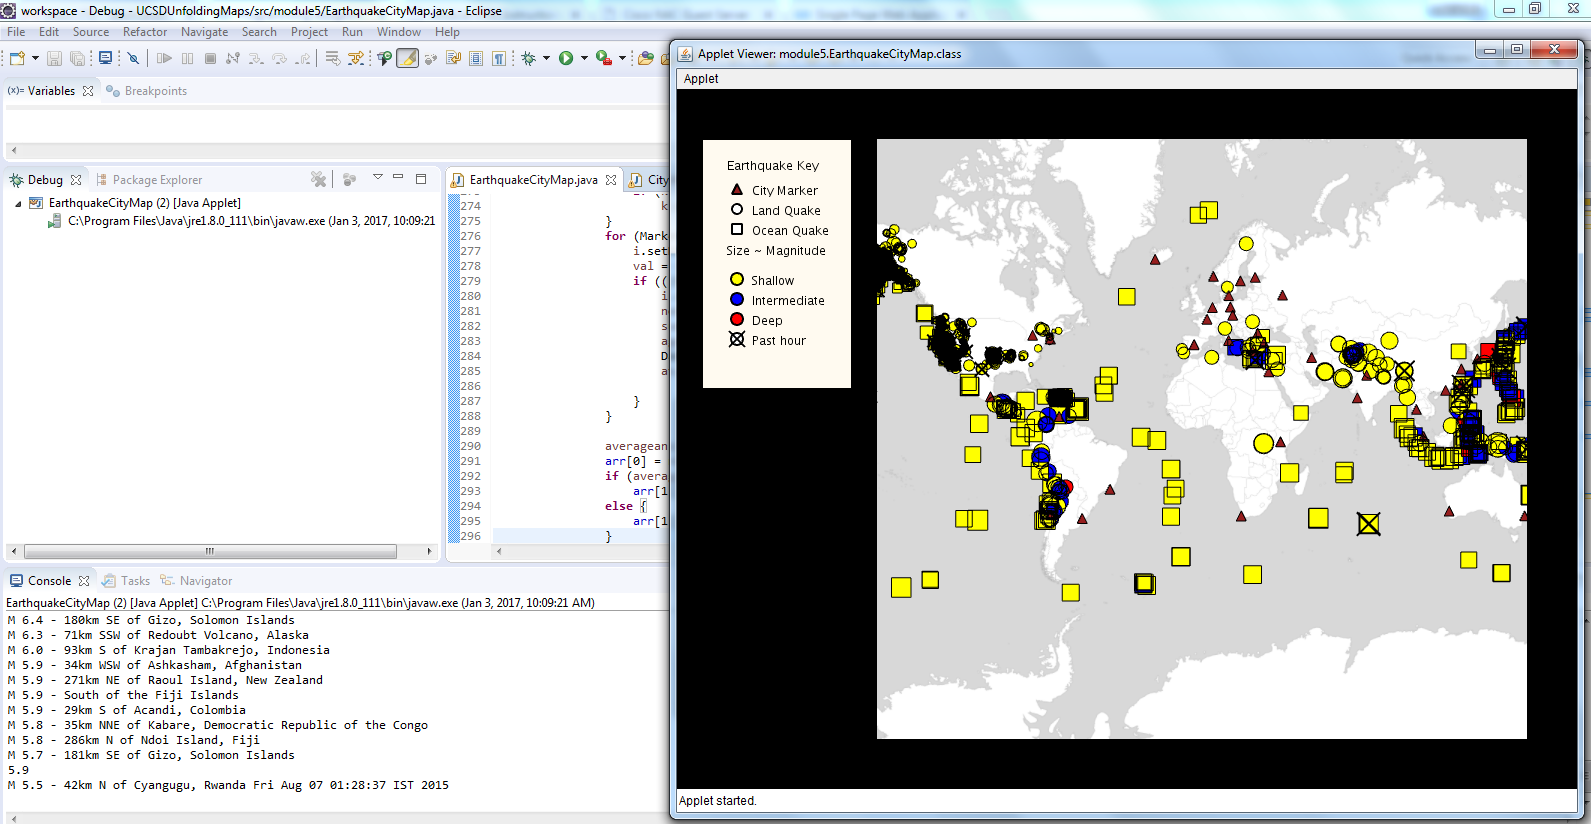 workspace - Debug - UCSDUnfoldingMaps/src/module5/EarthquakeCityMap.java - Eclipse
File Edit Source Refactor Navigate Search Project Run Window Help
(x)= Variables Breakpoints
Debug Package Explorer
EarthquakeCityMap (2) [Java Applet]
C:\Program Files\Java\jre1.8.0_111\bin\javaw.exe (Jan 3, 2017, 10:09:21
EarthquakeCityMap.java City
274 k
275 }
276 for (Mark
277 i.set
278 val =
279 if ((
280 i
281 n
282 s
283 a
284 D
285 a
286
287 }
288 }
289
290 averagean
291 arr[0] =
292 if (avera
293 arr[1
294 else {
295 arr[1
296 }
Console Tasks Navigator
EarthquakeCityMap (2) [Java Applet] C:\Program Files\Java\jre1.8.0_111\bin\javaw.exe (Jan 3, 2017, 10:09:21 AM)
M 6.4 - 180km SE of Gizo, Solomon Islands
M 6.3 - 71km SSW of Redoubt Volcano, Alaska
M 6.0 - 93km S of Krajan Tambakrejo, Indonesia
M 5.9 - 34km WSW of Ashkasham, Afghanistan
M 5.9 - 271km NE of Raoul Island, New Zealand
M 5.9 - South of the Fiji Islands
M 5.9 - 29km S of Acandi, Colombia
M 5.8 - 35km NNE of Kabare, Democratic Republic of the Congo
M 5.8 - 286km N of Ndoi Island, Fiji
M 5.7 - 181km SE of Gizo, Solomon Islands
5.9
M 5.5 - 42km N of Cyangugu, Rwanda Fri Aug 07 01:28:37 IST 2015
Applet Viewer: module5.EarthquakeCityMap.class
Applet
Earthquake Key
City Marker
Land Quake
Ocean Quake
Size ~ Magnitude
Shallow
Intermediate
Deep
Past hour
Applet started.